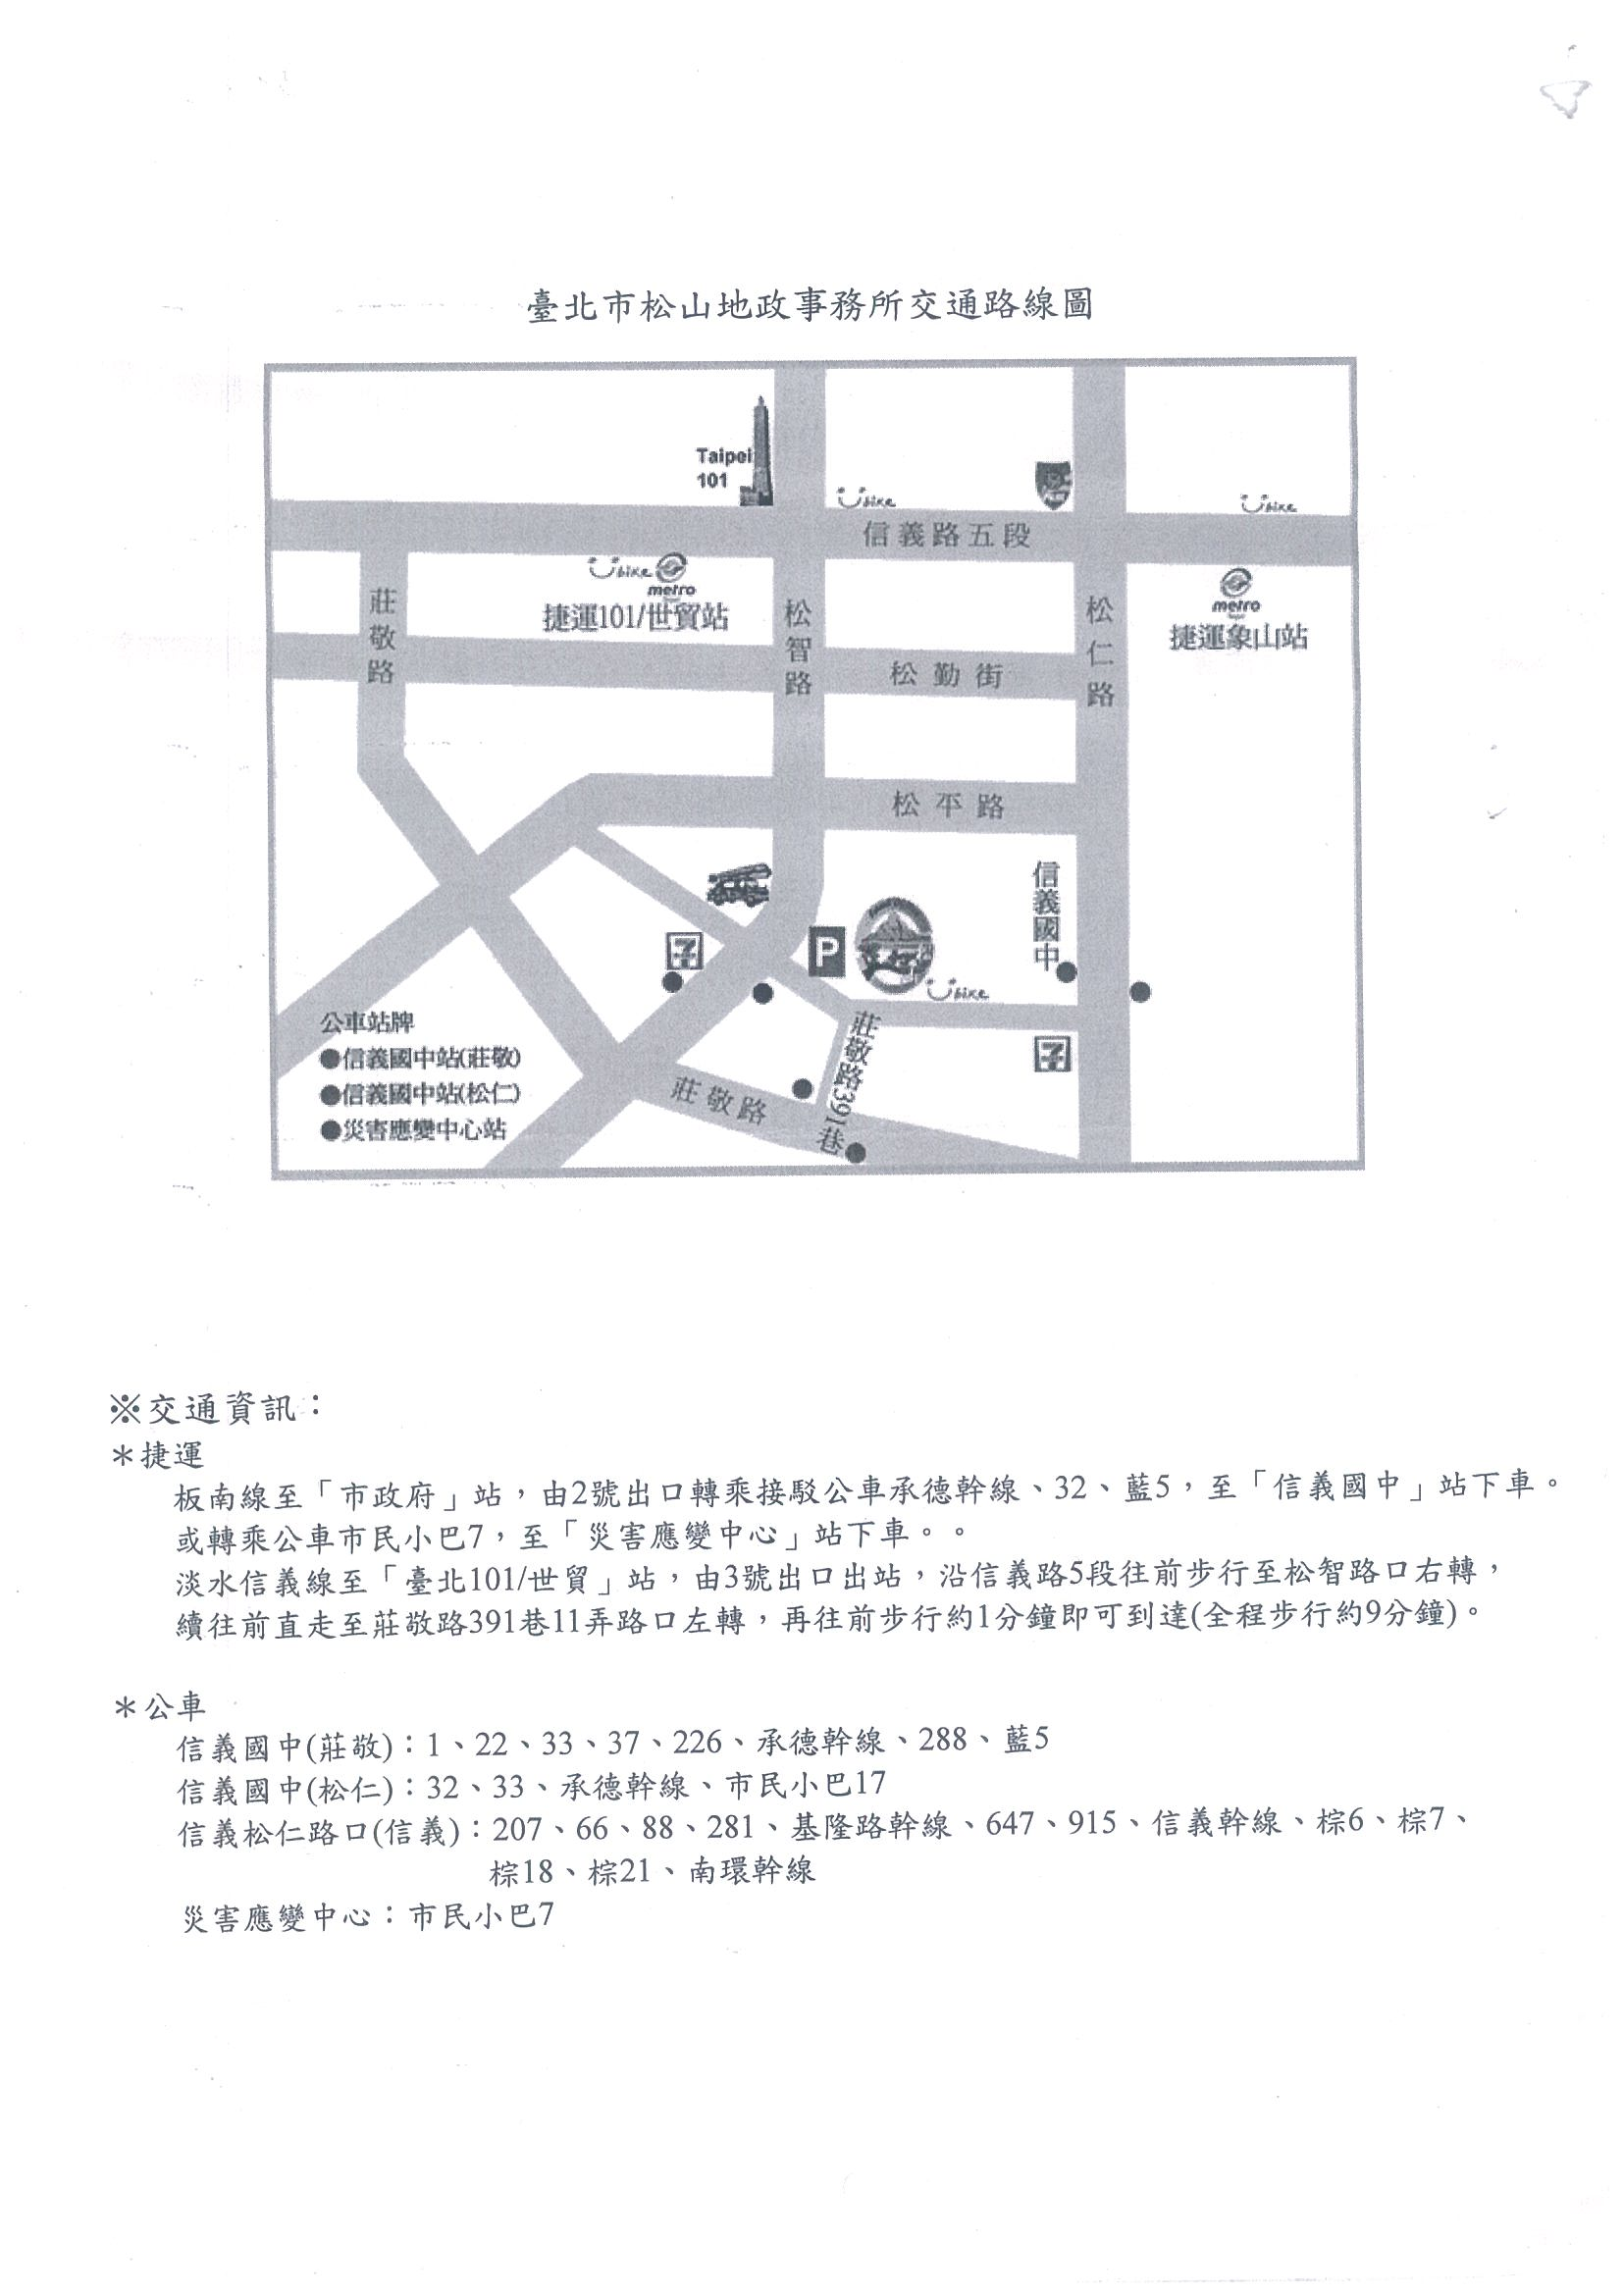 臺北市松山地政事務所交通路線圖
Taipei
101
Ubike
Ubike
信義路五段
Ubike
metro
捷運101/世貿站
metro
捷運象山站
莊敬路
松智路
松仁路
松勤街
松平路
信義國中
7
P
Ubike
7
莊敬路391巷
莊敬路
公車站牌
●信義國中站(莊敬)
●信義國中站(松仁)
●災害應變中心站
※交通資訊：
＊捷運
板南線至「市政府」站，由2號出口轉乘接駁公車承德幹線、32、藍5，至「信義國中」站下車。
或轉乘公車市民小巴7，至「災害應變中心」站下車。。
淡水信義線至「臺北101/世貿」站，由3號出口出站，沿信義路5段往前步行至松智路口右轉，
續往前直走至莊敬路391巷11弄路口左轉，再往前步行約1分鐘即可到達(全程步行約9分鐘)。
＊公車
信義國中(莊敬)：1、22、33、37、226、承德幹線、288、藍5
信義國中(松仁)：32、33、承德幹線、市民小巴17
信義松仁路口(信義)：207、66、88、281、基隆路幹線、647、915、信義幹線、棕6、棕7、
棕18、棕21、南環幹線
災害應變中心：市民小巴7